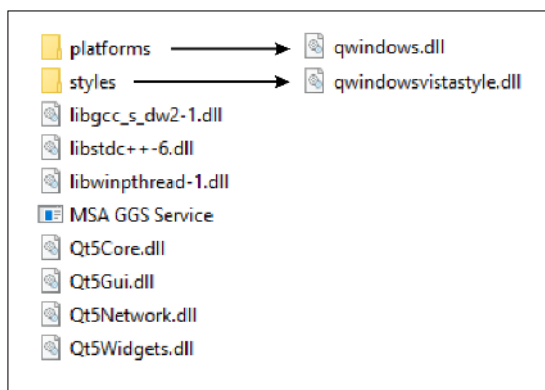 platforms qwindows.dll
styles qwindowsvistastyle.dll
libgcc_s_dw2-1.dll
libstdc++-6.dll
libwinpthread-1.dll
MSA GGS Service
Qt5Core.dll
Qt5Gui.dll
Qt5Network.dll
Qt5Widgets.dll